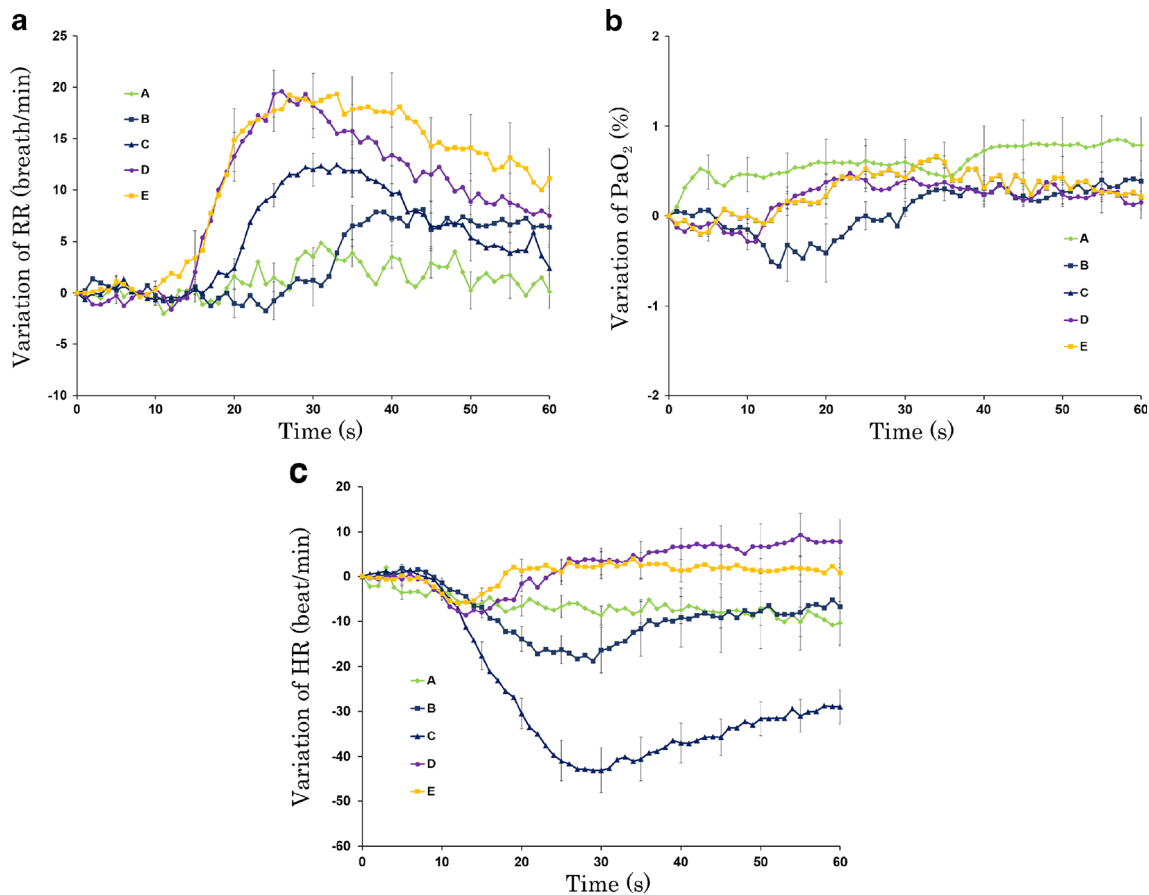 a
Variation of RR (breath/min)
25
20
15
10
5
0
-5
-10
A
B
C
D
E
0 10 20 30 40 50 60
Time (s)
b
Variation of PaO₂ (%)
2
1
0
-1
-2
A
B
C
D
E
0 10 20 30 40 50 60
Time (s)
c
Variation of HR (beat/min)
20
10
0
-10
-20
-30
-40
-50
-60
A
B
C
D
E
0 10 20 30 40 50 60
Time (s)